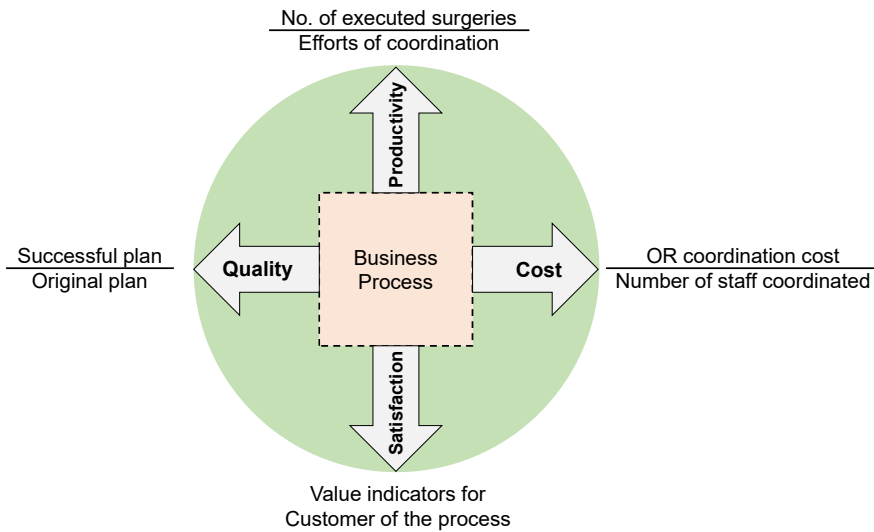 No. of executed surgeries
Efforts of coordination
Productivity
Successful plan
Original plan
Quality
Business
Process
Cost
OR coordination cost
Number of staff coordinated
Satisfaction
Value indicators for
Customer of the process